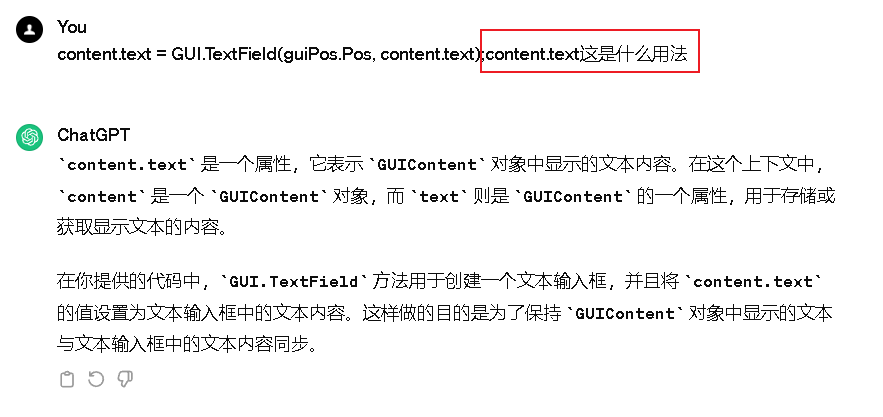 You
content.text = GUI.TextField(guiPos.Pos, content.text);content.text这是什么用法
ChatGPT
`content.text` 是一个属性，它表示 `GUIContent` 对象中显示的文本内容。在这个上下文中，
`content` 是一个 `GUIContent` 对象，而 `text` 则是 `GUIContent` 的一个属性，用于存储或
获取显示文本的内容。
在你提供的代码中，`GUI.TextField` 方法用于创建一个文本输入框，并且将 `content.text`
的值设置为文本输入框中的文本内容。这样做的目的是为了保持 `GUIContent` 对象中显示的文本
与文本输入框中的文本内容同步。